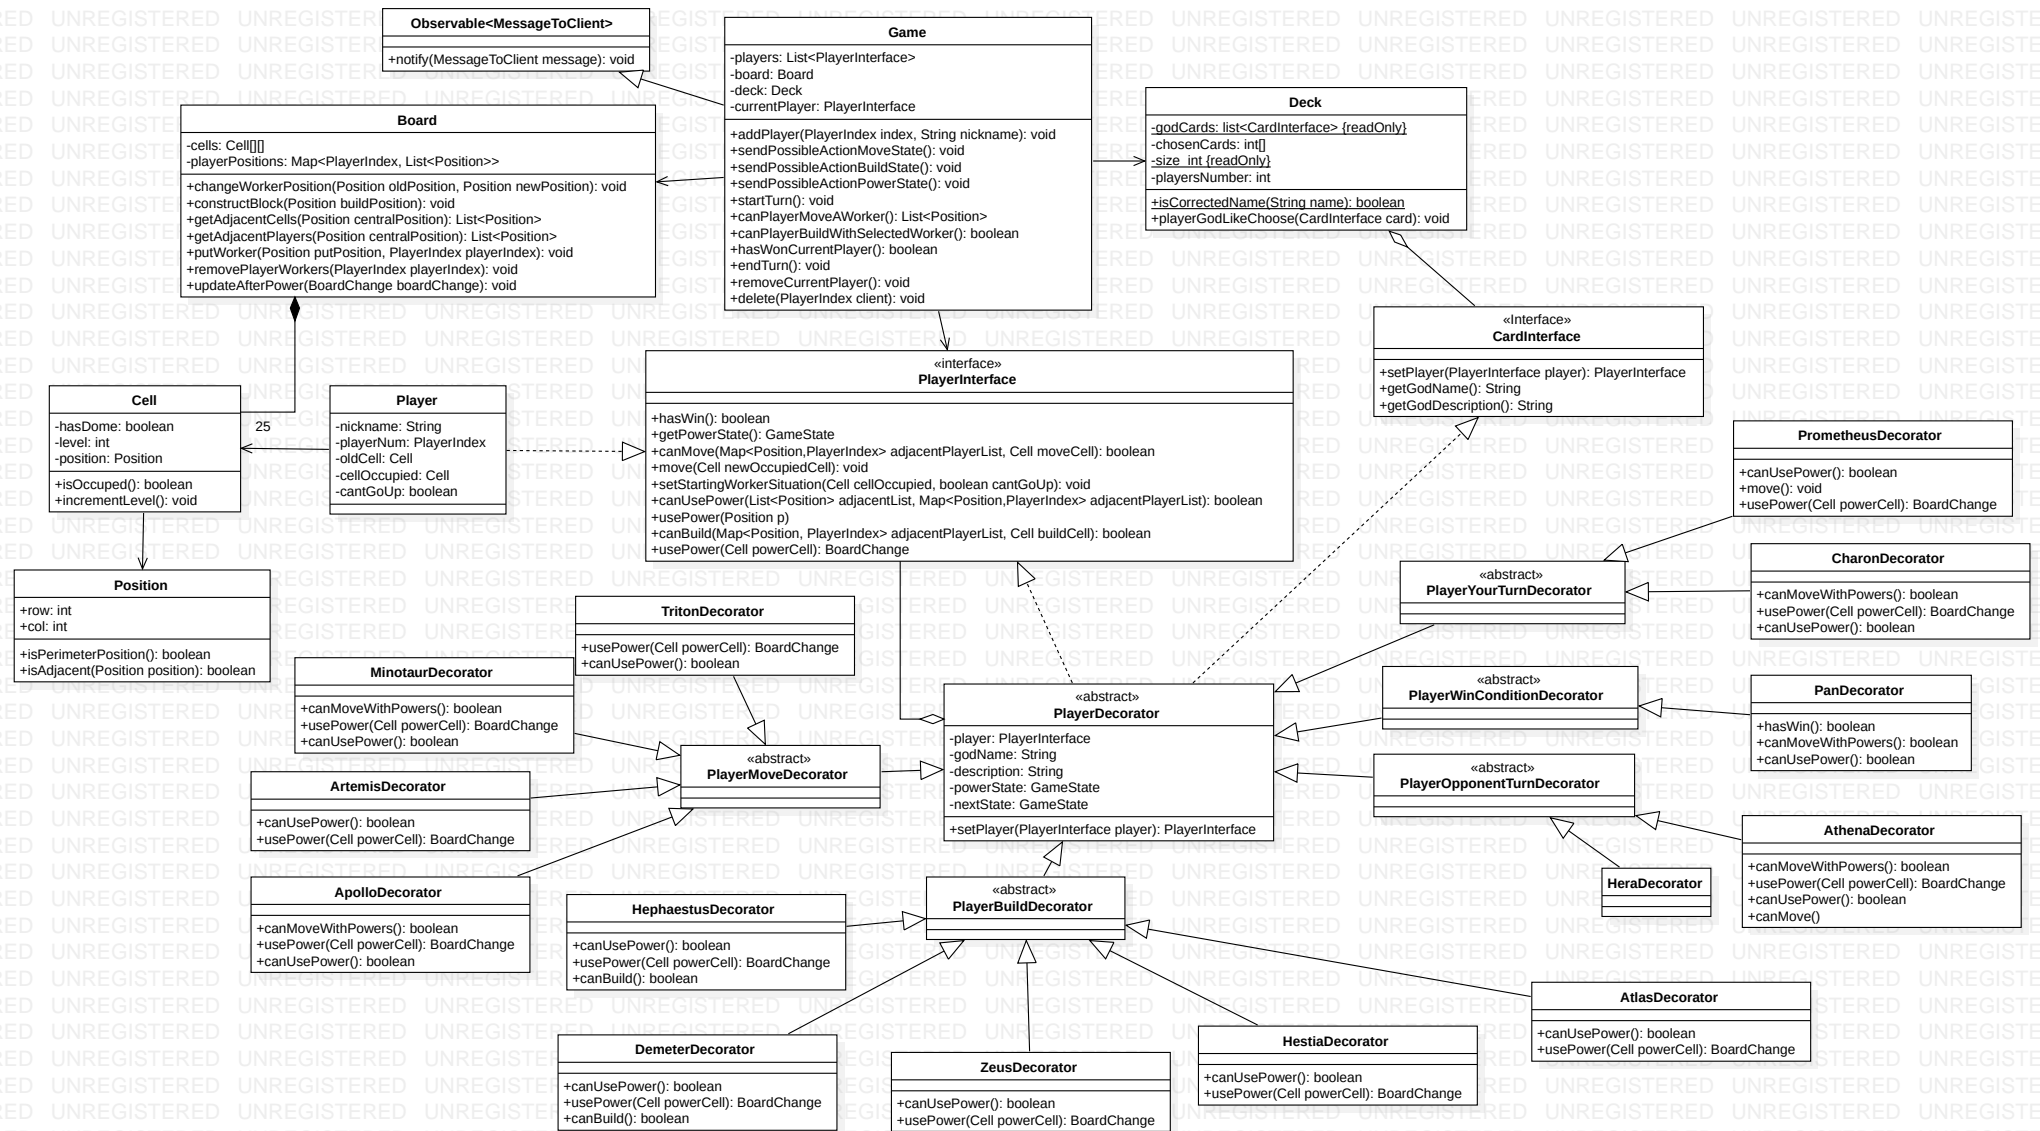 Observable<MessageToClient>
+notify(MessageToClient message): void
Game
-players: List<PlayerInterface>
-board: Board
-deck: Deck
-currentPlayer: PlayerInterface
+addPlayer(PlayerIndex index, String nickname): void
+sendPossibleActionMoveState(): void
+sendPossibleActionBuildState(): void
+sendPossibleActionPowerState(): void
+startTurn(): void
+canPlayerMoveAWorker(): List<Position>
+canPlayerBuildWithSelectedWorker(): boolean
+hasWonCurrentPlayer(): boolean
+endTurn(): void
+removeCurrentPlayer(): void
+delete(PlayerIndex client): void
Deck
-godCards: list<CardInterface> {readOnly}
-chosenCards: int[]
-size_int {readOnly}
-playersNumber: int
+isCorrectedName(String name): boolean
+playerGodLikeChoose(CardInterface card): void
Board
-cells: Cell[][]
-playerPositions: Map<PlayerIndex, List<Position>>
+changeWorkerPosition(Position oldPosition, Position newPosition): void
+constructBlock(Position buildPosition): void
+getAdjacentCells(Position centralPosition): List<Position>
+getAdjacentPlayers(Position centralPosition): List<Position>
+putWorker(Position putPosition, PlayerIndex playerIndex): void
+removePlayerWorkers(PlayerIndex playerIndex): void
+updateAfterPower(BoardChange boardChange): void
«Interface»
CardInterface
+setPlayer(PlayerInterface player): PlayerInterface
+getGodName(): String
+getGodDescription(): String
«interface»
PlayerInterface
+hasWin(): boolean
+getPowerState(): GameState
+canMove(Map<Position,PlayerIndex> adjacentPlayerList, Cell moveCell): boolean
+move(Cell newOccupiedCell): void
+setStartingWorkerSituation(Cell cellOccupied, boolean cantGoUp): void
+canUsePower(List<Position> adjacentList, Map<Position,PlayerIndex> adjacentPlayerList): boolean
+usePower(Position p)
+canBuild(Map<Position, PlayerIndex> adjacentPlayerList, Cell buildCell): boolean
+usePower(Cell powerCell): BoardChange
Cell
-hasDome: boolean
-level: int
-position: Position
+isOccuped(): boolean
+incrementLevel(): void
25
Player
-nickname: String
-playerNum: PlayerIndex
-oldCell: Cell
-cellOccupied: Cell
-cantGoUp: boolean
Position
+row: int
+col: int
+isPerimeterPosition(): boolean
+isAdjacent(Position position): boolean
PrometheusDecorator
+canUsePower(): boolean
+move(): void
+usePower(Cell powerCell): BoardChange
CharonDecorator
+canMoveWithPowers(): boolean
+usePower(Cell powerCell): BoardChange
+canUsePower(): boolean
«abstract»
PlayerYourTurnDecorator
TritonDecorator
+usePower(Cell powerCell): BoardChange
+canUsePower(): boolean
MinotaurDecorator
+canMoveWithPowers(): boolean
+usePower(Cell powerCell): BoardChange
+canUsePower(): boolean
«abstract»
PlayerDecorator
-player: PlayerInterface
-godName: String
-description: String
-powerState: GameState
-nextState: GameState
+setPlayer(PlayerInterface player): PlayerInterface
«abstract»
PlayerWinConditionDecorator
PanDecorator
+hasWin(): boolean
+canMoveWithPowers(): boolean
+canUsePower(): boolean
«abstract»
PlayerMoveDecorator
«abstract»
PlayerOpponentTurnDecorator
ArtemisDecorator
+canUsePower(): boolean
+usePower(Cell powerCell): BoardChange
AthenaDecorator
+canMoveWithPowers(): boolean
+usePower(Cell powerCell): BoardChange
+canUsePower(): boolean
+canMove()
HeraDecorator
ApolloDecorator
+canMoveWithPowers(): boolean
+usePower(Cell powerCell): BoardChange
+canUsePower(): boolean
«abstract»
PlayerBuildDecorator
HephaestusDecorator
+canUsePower(): boolean
+usePower(Cell powerCell): BoardChange
+canBuild(): boolean
AtlasDecorator
+canUsePower(): boolean
+usePower(Cell powerCell): BoardChange
DemeterDecorator
+canUsePower(): boolean
+usePower(Cell powerCell): BoardChange
+canBuild(): boolean
ZeusDecorator
+canUsePower(): boolean
+usePower(Cell powerCell): BoardChange
HestiaDecorator
+canUsePower(): boolean
+usePower(Cell powerCell): BoardChange
UNREGISTERED